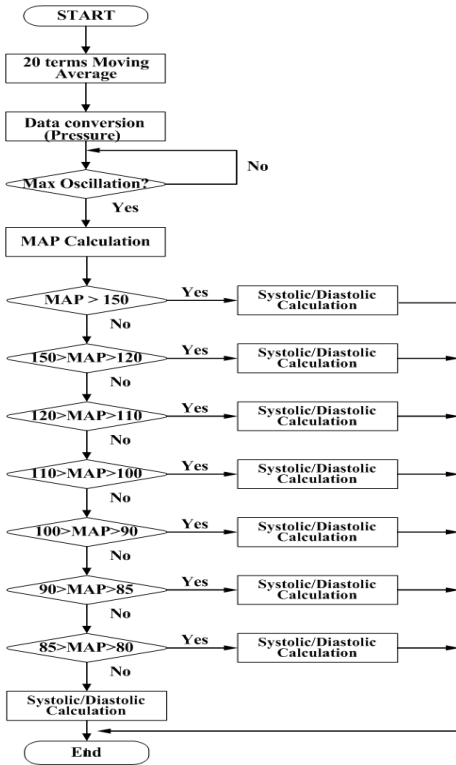 START
20 terms Moving
Average
Data conversion
(Pressure)
No
Max Oscillation?
Yes
MAP Calculation
MAP > 150
Yes
Systolic/Diastolic
Calculation
No
150>MAP>120
Yes
Systolic/Diastolic
Calculation
No
120>MAP>110
Yes
Systolic/Diastolic
Calculation
No
110>MAP>100
Yes
Systolic/Diastolic
Calculation
No
100>MAP>90
Yes
Systolic/Diastolic
Calculation
No
90>MAP>85
Yes
Systolic/Diastolic
Calculation
No
85>MAP>80
Yes
Systolic/Diastolic
Calculation
No
Systolic/Diastolic
Calculation
End